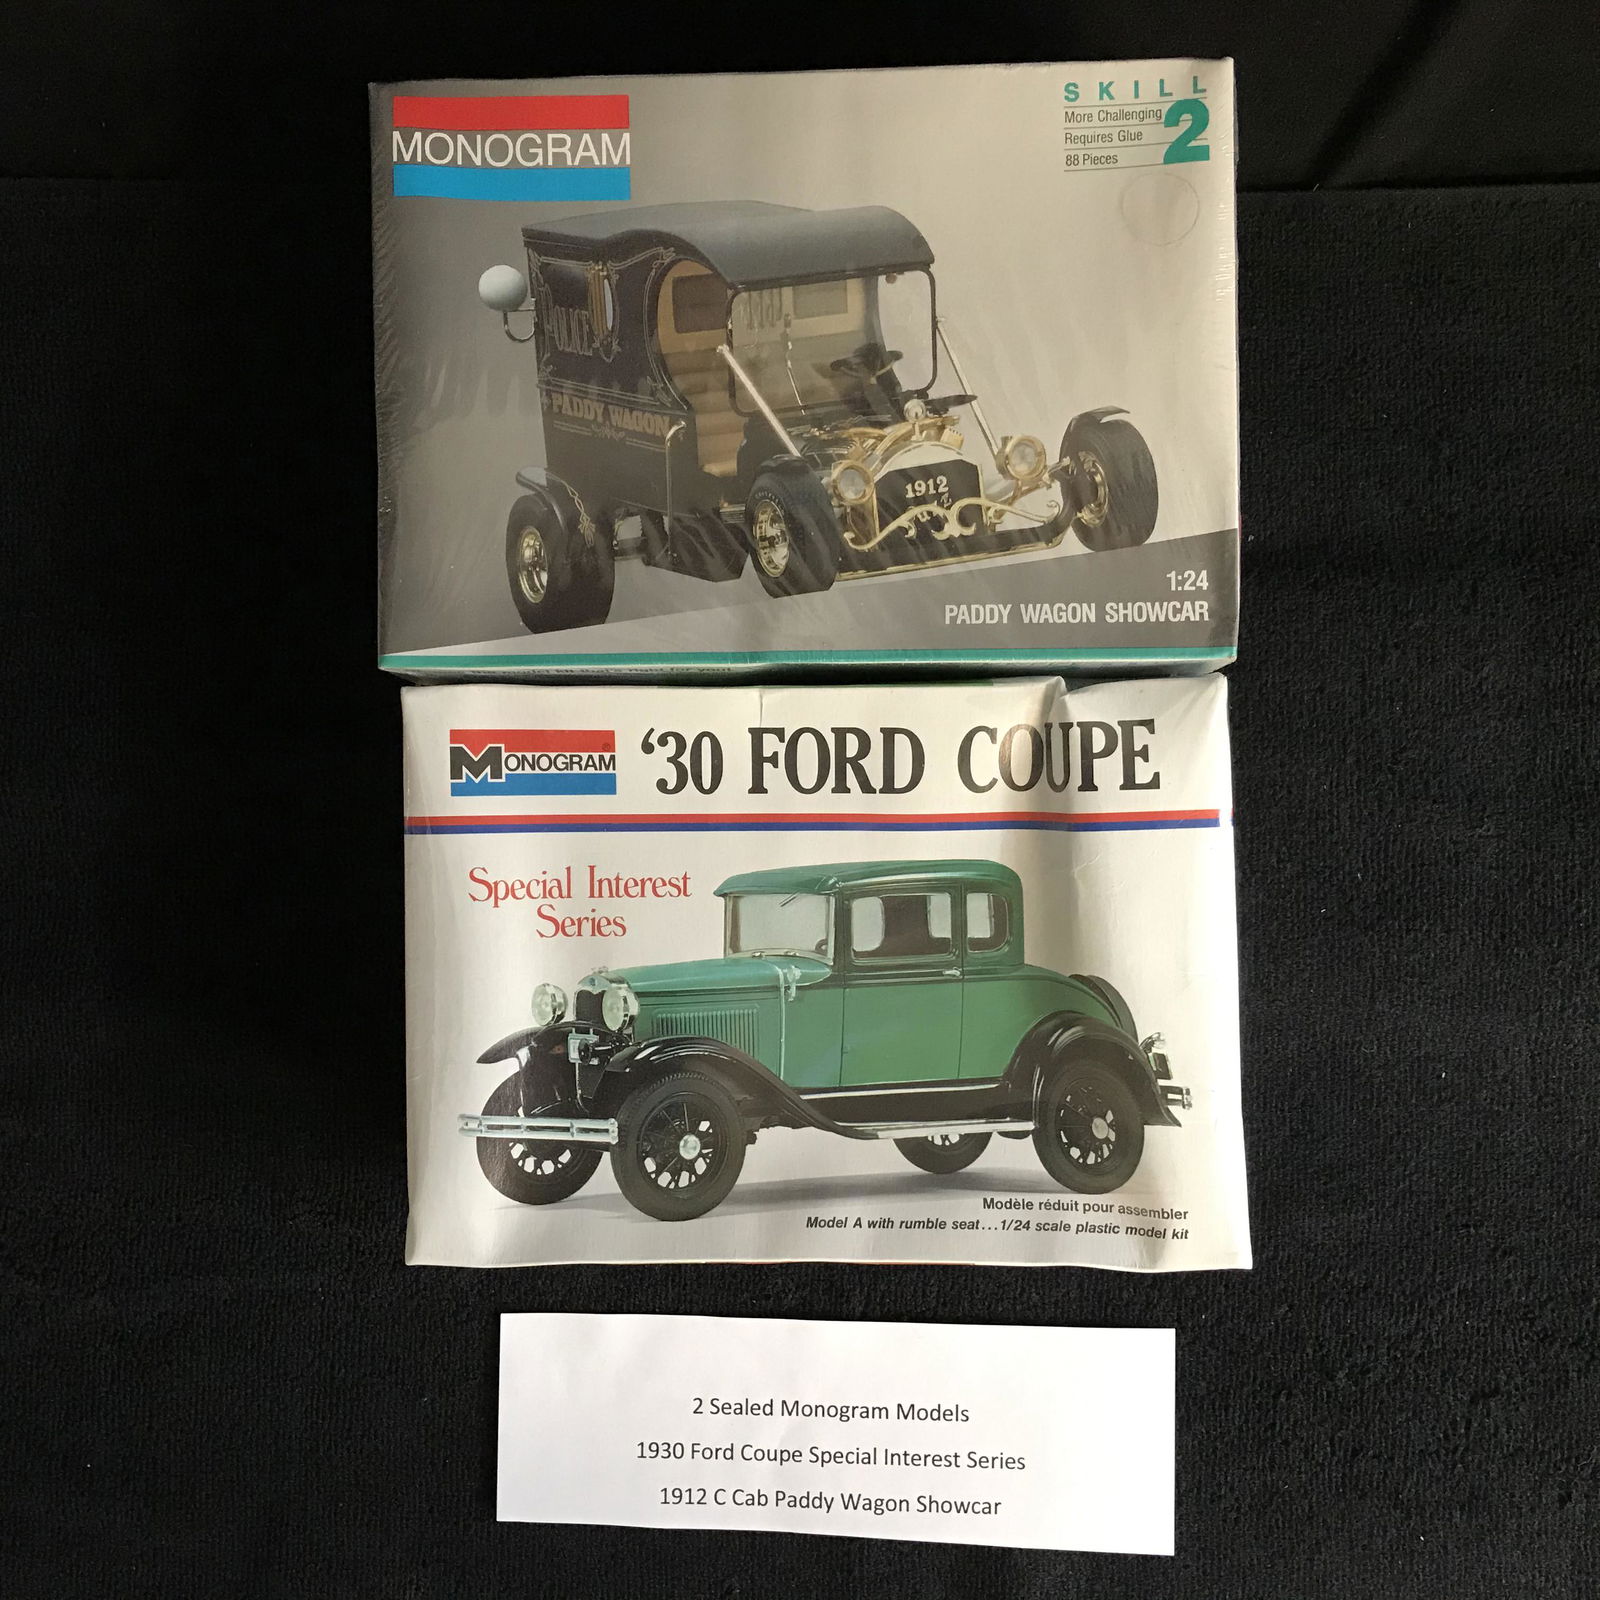 MONOGRAM
SKILL 2
More Challenging
Requires Glue
88 Pieces
POLICE
PADDY WAGON
1912
1:24
PADDY WAGON SHOWCAR
MONOGRAM®
'30 FORD COUPE
Special Interest
Series
Modèle réduit pour assembler
Model A with rumble seat...1/24 scale plastic model kit
2 Sealed Monogram Models
1930 Ford Coupe Special Interest Series
1912 C Cab Paddy Wagon Showcar